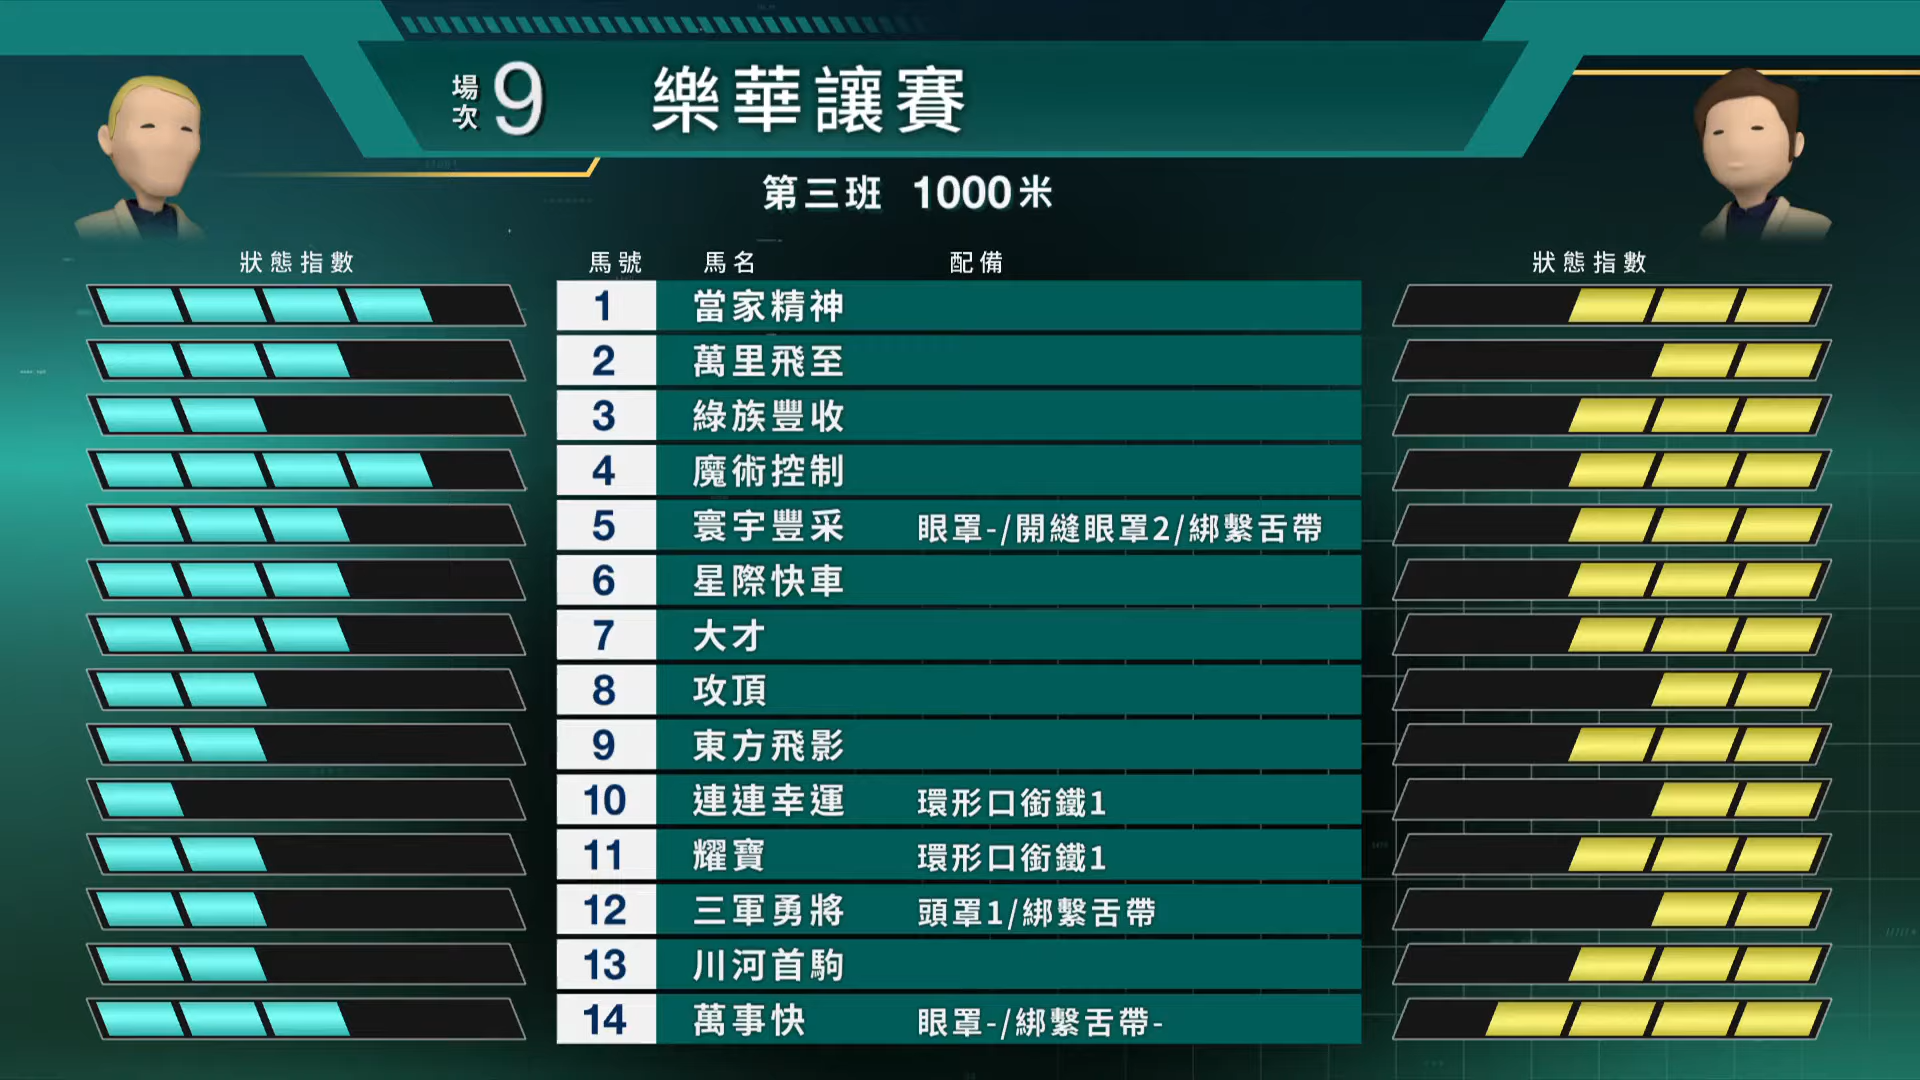 場次 9 樂華讓賽
第三班 1000米
狀態指數 馬號 馬名 配備 狀態指數
1 當家精神
2 萬里飛至
3 綠族豐收
4 魔術控制
5 寰宇豐采 眼罩-/開縫眼罩2/綁繫舌帶
6 星際快車
7 大才
8 攻頂
9 東方飛影
10 連連幸運 環形口銜鐵1
11 耀寶 環形口銜鐵1
12 三軍勇將 頭罩1/綁繫舌帶
13 川河首駒
14 萬事快 眼罩-/綁繫舌帶-